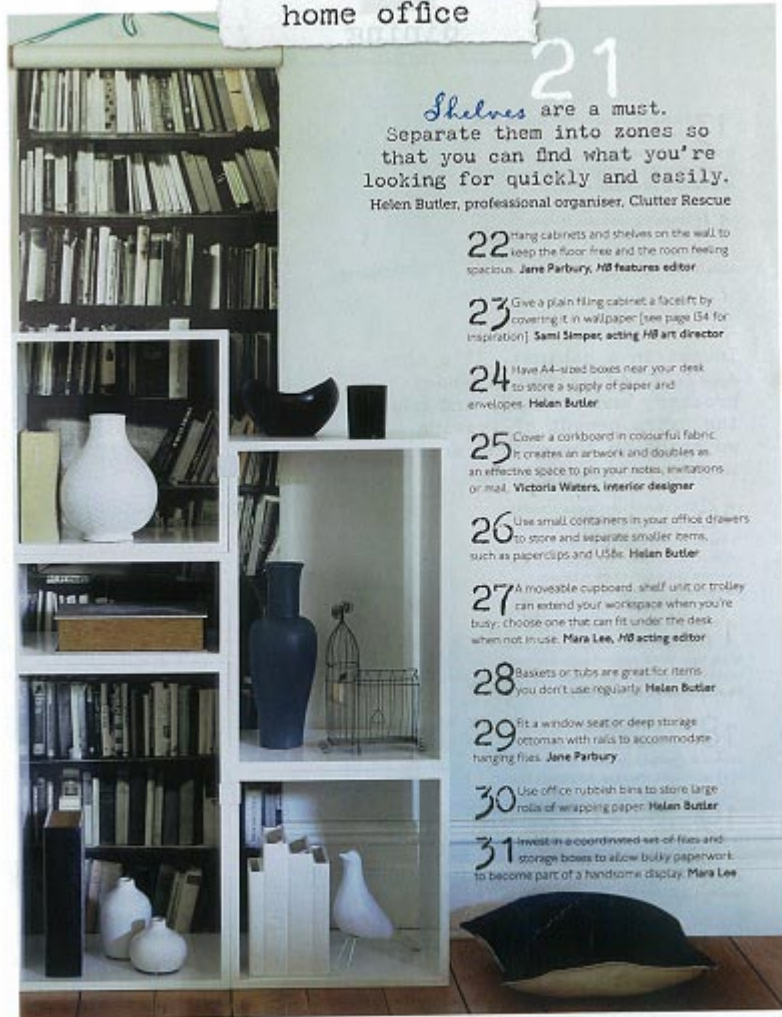 home office
21
Shelves are a must.
Separate them into zones so
that you can find what you're
looking for quickly and easily.
Helen Butler, professional organiser, Clutter Rescue
22 Hang cabinets and shelves on the wall to
keep the floor free and the room feeling
spacious. Jane Parbury, HB features editor
23 Give a plain filing cabinet a facelift by
covering it in wallpaper [see page 134 for
inspiration]. Sami Simper, acting HB art director
24 Have A4-sized boxes near your desk
to store a supply of paper and
envelopes. Helen Butler
25 Cover a corkboard in colourful fabric.
It creates an artwork and doubles as
an effective space to pin your notes, invitations
or mail. Victoria Waters, interior designer
26 Use small containers in your office drawers
to store and separate smaller items,
such as paperclips and USBs. Helen Butler
27 A moveable cupboard, shelf unit or trolley
can extend your workspace when you're
busy: choose one that can fit under the desk
when not in use. Mara Lee, HB acting editor
28 Baskets or tubs are great for items
you don't use regularly. Helen Butler
29 Fit a window seat or deep storage
ottoman with rails to accommodate
hanging files. Jane Parbury
30 Use office rubbish bins to store large
rolls of wrapping paper. Helen Butler
31 Invest in a coordinated set of files and
storage boxes to allow bulky paperwork
to become part of a handsome display. Mara Lee